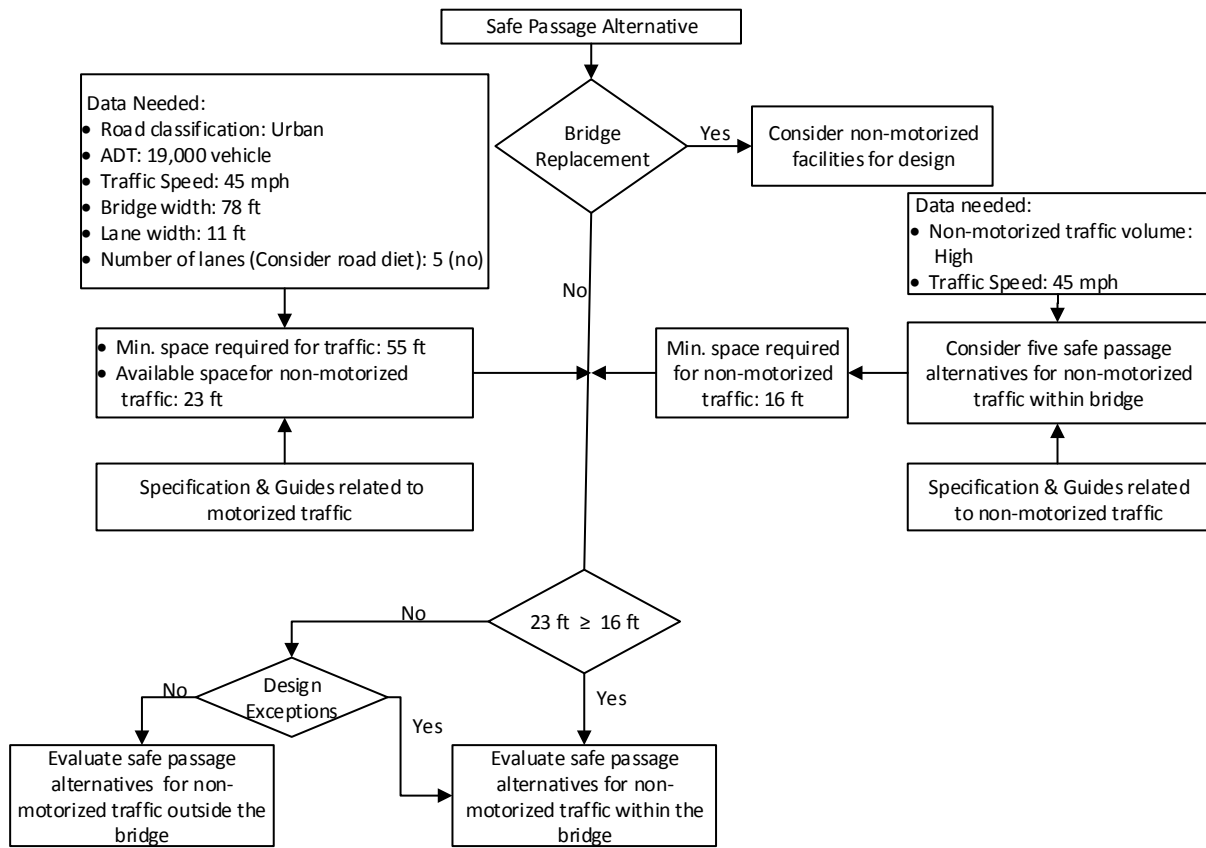 Safe Passage Alternative
Data Needed:
• Road classification: Urban
• ADT: 19,000 vehicle
• Traffic Speed: 45 mph
• Bridge width: 78 ft
• Lane width: 11 ft
• Number of lanes (Consider road diet): 5 (no)
Bridge
Replacement
Yes
Consider non-motorized
facilities for design
Data needed:
• Non-motorized traffic volume:
High
• Traffic Speed: 45 mph
No
• Min. space required for traffic: 55 ft
• Available space for non-motorized
traffic: 23 ft
Min. space required
for non-motorized
traffic: 16 ft
Consider five safe passage
alternatives for non-motorized
traffic within bridge
Specification & Guides related to
motorized traffic
Specification & Guides related
to non-motorized traffic
No
23 ft ≥ 16 ft
No
Design
Exceptions
Yes
Yes
Evaluate safe passage
alternatives for non-
motorized traffic outside the
bridge
Evaluate safe passage
alternatives for non-
motorized traffic within the
bridge